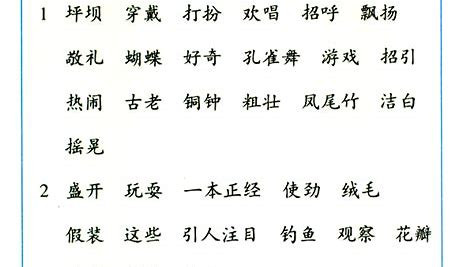 1 坪坝 穿戴 打扮 欢唱 招呼 飘扬
敬礼 蝴蝶 好奇 孔雀舞 游戏 招引
热闹 古老 铜钟 粗壮 凤尾竹 洁白
摇晃
2 盛开 玩耍 一本正经 使劲 绒毛
假装 这些 引人注目 钓鱼 观察 花瓣